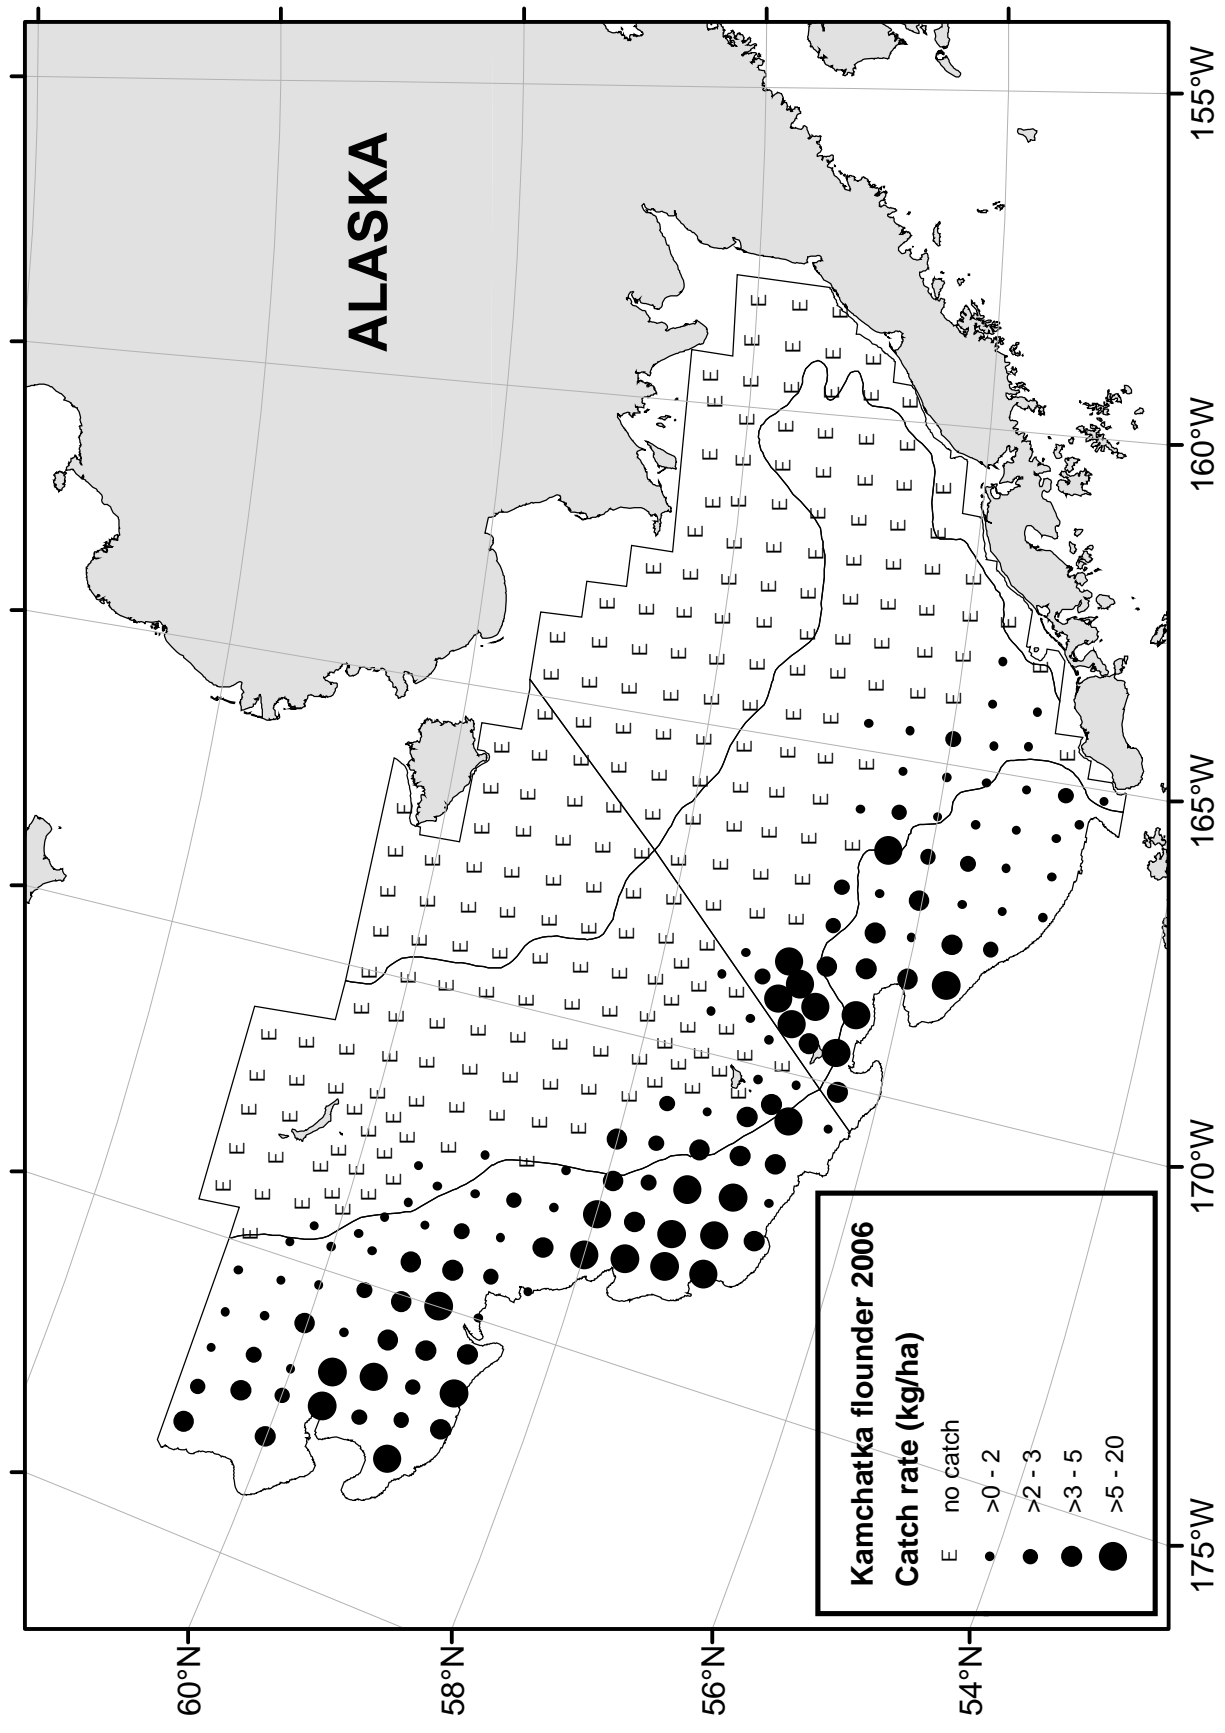 ALASKA
60°N
58°N
56°N
54°N
175°W
170°W
165°W
160°W
155°W
Kamchatka flounder 2006
Catch rate (kg/ha)
E no catch
>0 - 2
>2 - 3
>3 - 5
>5 - 20